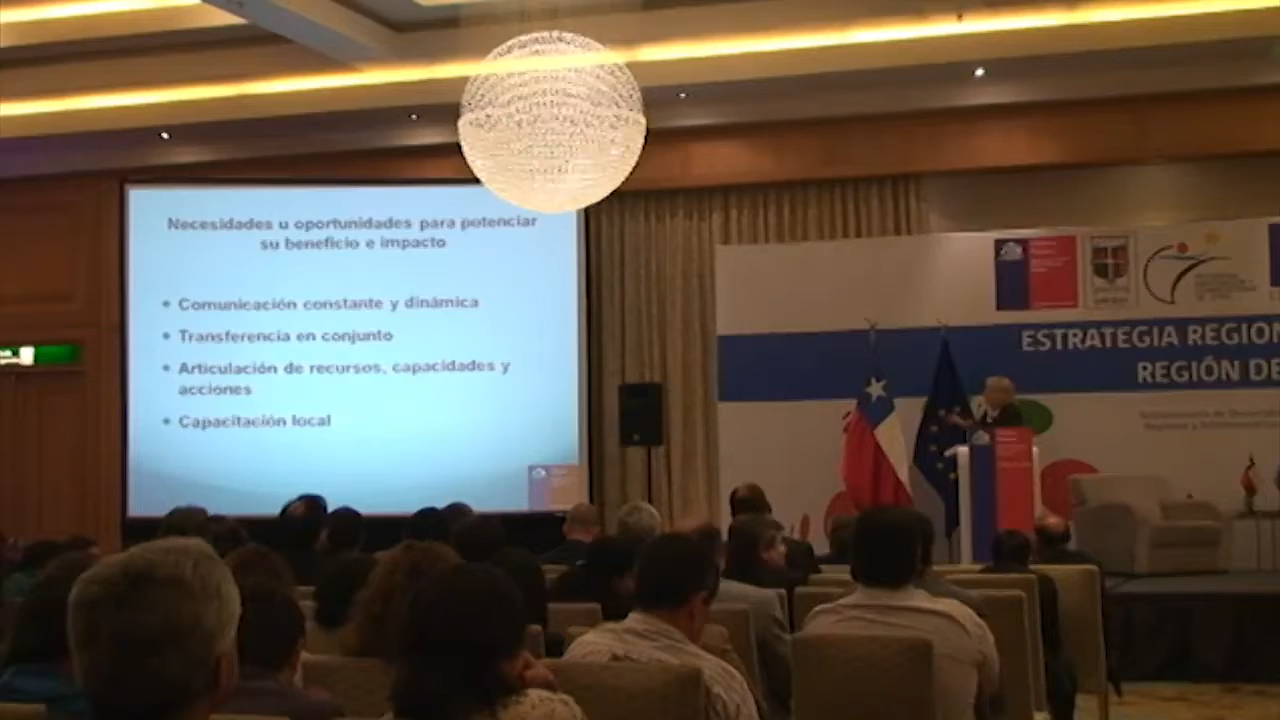 Necesidades u oportunidades para potenciar
su beneficio e impacto
• Comunicación constante y dinámica
• Transferencia en conjunto
• Articulación de recursos, capacidades y
acciones
• Capacitación local
ESTRATEGIA REGION
REGIÓN DE